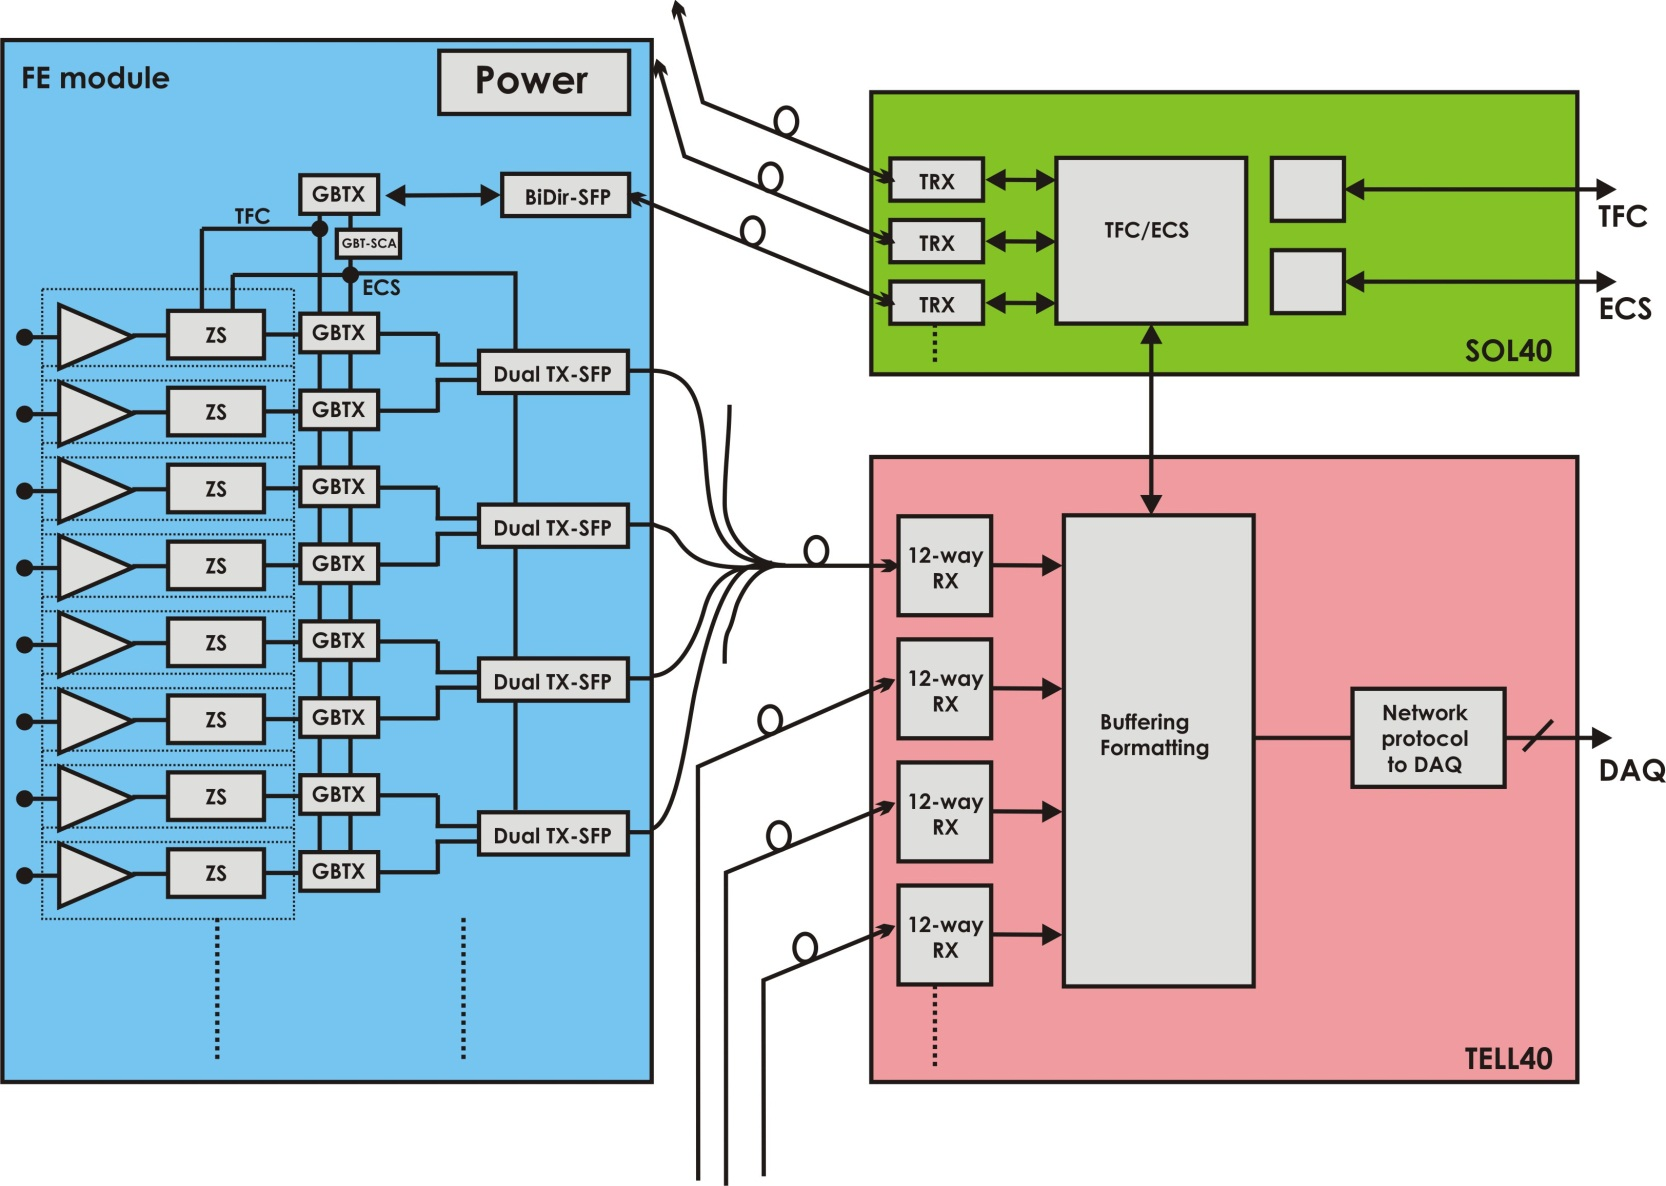 FE module
Power
GBTX
BiDir-SFP
TFC
GBT-SCA
ECS
ZS
GBTX
Dual TX-SFP
ZS
GBTX
ZS
GBTX
Dual TX-SFP
ZS
GBTX
ZS
GBTX
Dual TX-SFP
ZS
GBTX
ZS
GBTX
Dual TX-SFP
ZS
GBTX
TRX
TRX
TRX
TFC/ECS
TFC
ECS
SOL40
12-way
RX
12-way
RX
12-way
RX
12-way
RX
Buffering
Formatting
Network
protocol
to DAQ
DAQ
TELL40